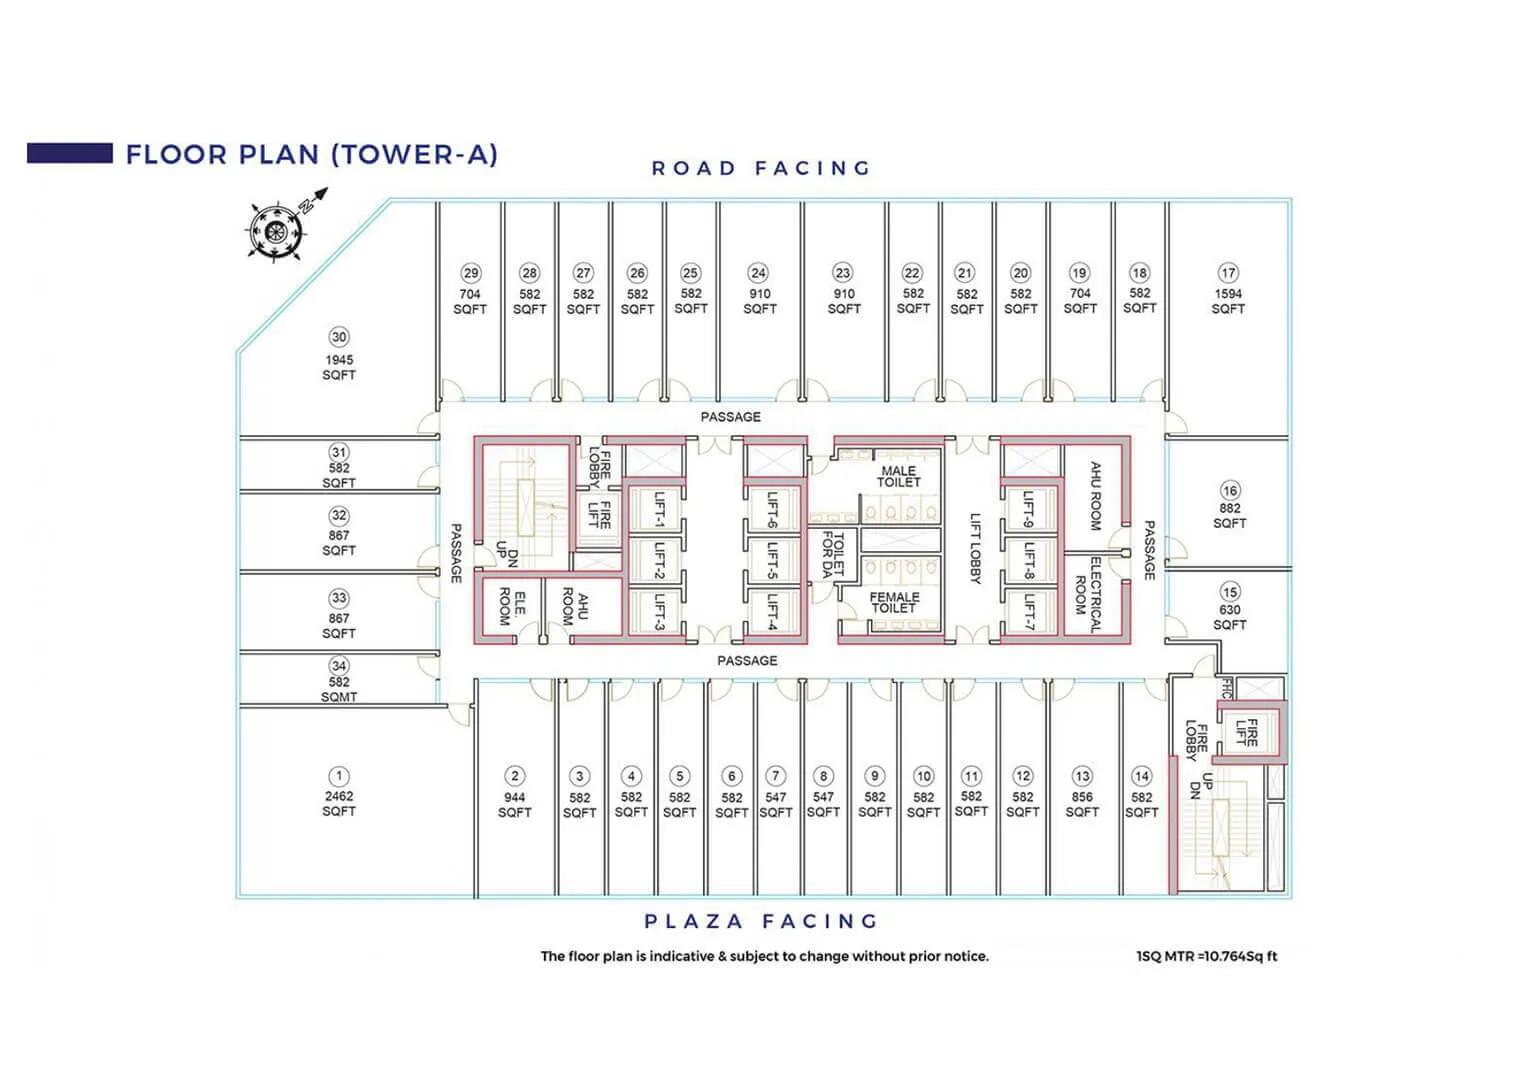 FLOOR PLAN (TOWER-A)
ROAD FACING
N
29
704
SQFT
28
582
SQFT
27
582
SQFT
26
582
SQFT
25
582
SQFT
24
910
SQFT
23
910
SQFT
22
582
SQFT
21
582
SQFT
20
582
SQFT
19
704
SQFT
18
582
SQFT
17
1594
SQFT
30
1945
SQFT
PASSAGE
31
582
SQFT
32
867
SQFT
33
867
SQFT
34
582
SQMT
PASSAGE
FIRE
LOBBY
FIRE
LIFT
DN
UP
ELE.
ROOM
AHU
ROOM
LIFT-1
LIFT-2
LIFT-3
LIFT-6
LIFT-5
LIFT-4
MALE
TOILET
TOILET
FOR DA
FEMALE
TOILET
LIFT LOBBY
LIFT-9
LIFT-8
LIFT-7
AHU ROOM
ELECTRICAL
ROOM
PASSAGE
16
882
SQFT
15
630
SQFT
PASSAGE
FHC
FIRE
LOBBY
FIRE
LIFT
UP
DN
1
2462
SQFT
2
944
SQFT
3
582
SQFT
4
582
SQFT
5
582
SQFT
6
582
SQFT
7
547
SQFT
8
547
SQFT
9
582
SQFT
10
582
SQFT
11
582
SQFT
12
582
SQFT
13
856
SQFT
14
582
SQFT
PLAZA FACING
The floor plan is indicative & subject to change without prior notice.
1SQ MTR =10.764Sq ft